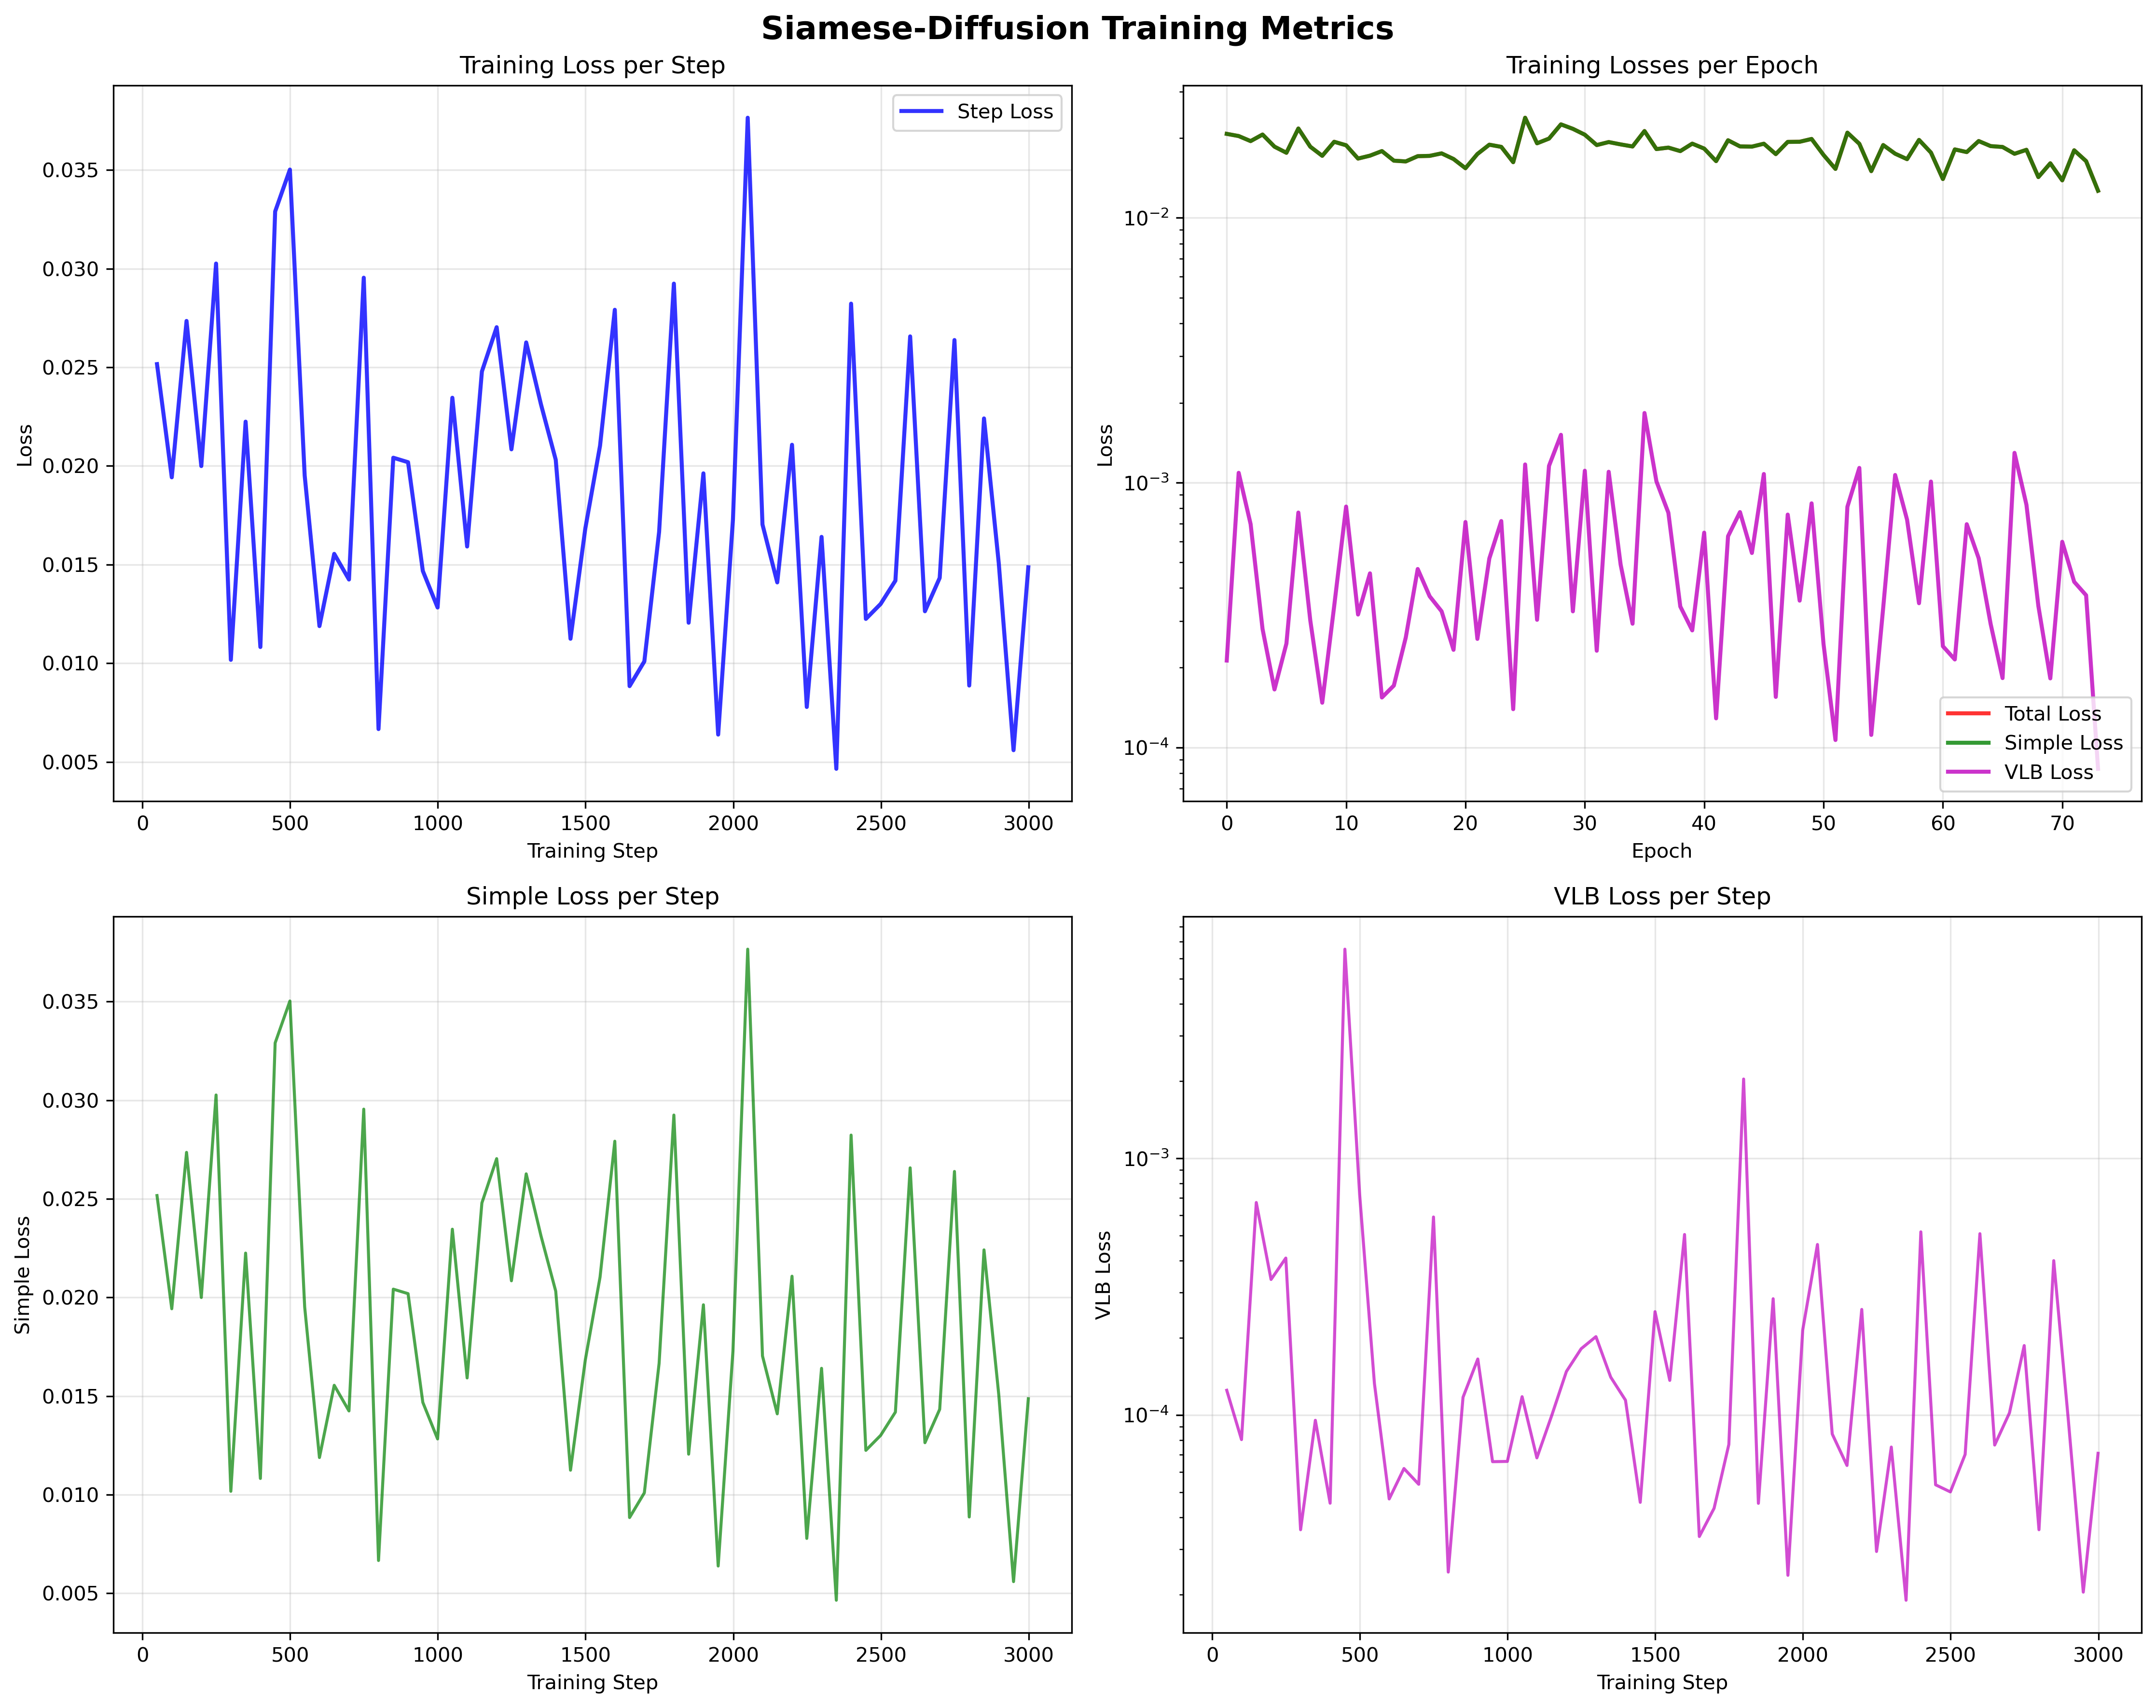 Siamese-Diffusion Training Metrics
Training Loss per Step
Step Loss
Loss
0.035
0.030
0.025
0.020
0.015
0.010
0.005
0 500 1000 1500 2000 2500 3000
Training Step
Training Losses per Epoch
Loss
10⁻²
10⁻³
10⁻⁴
Total Loss
Simple Loss
VLB Loss
0 10 20 30 40 50 60 70
Epoch
Simple Loss per Step
Simple Loss
0.035
0.030
0.025
0.020
0.015
0.010
0.005
0 500 1000 1500 2000 2500 3000
Training Step
VLB Loss per Step
VLB Loss
10⁻³
10⁻⁴
0 500 1000 1500 2000 2500 3000
Training Step